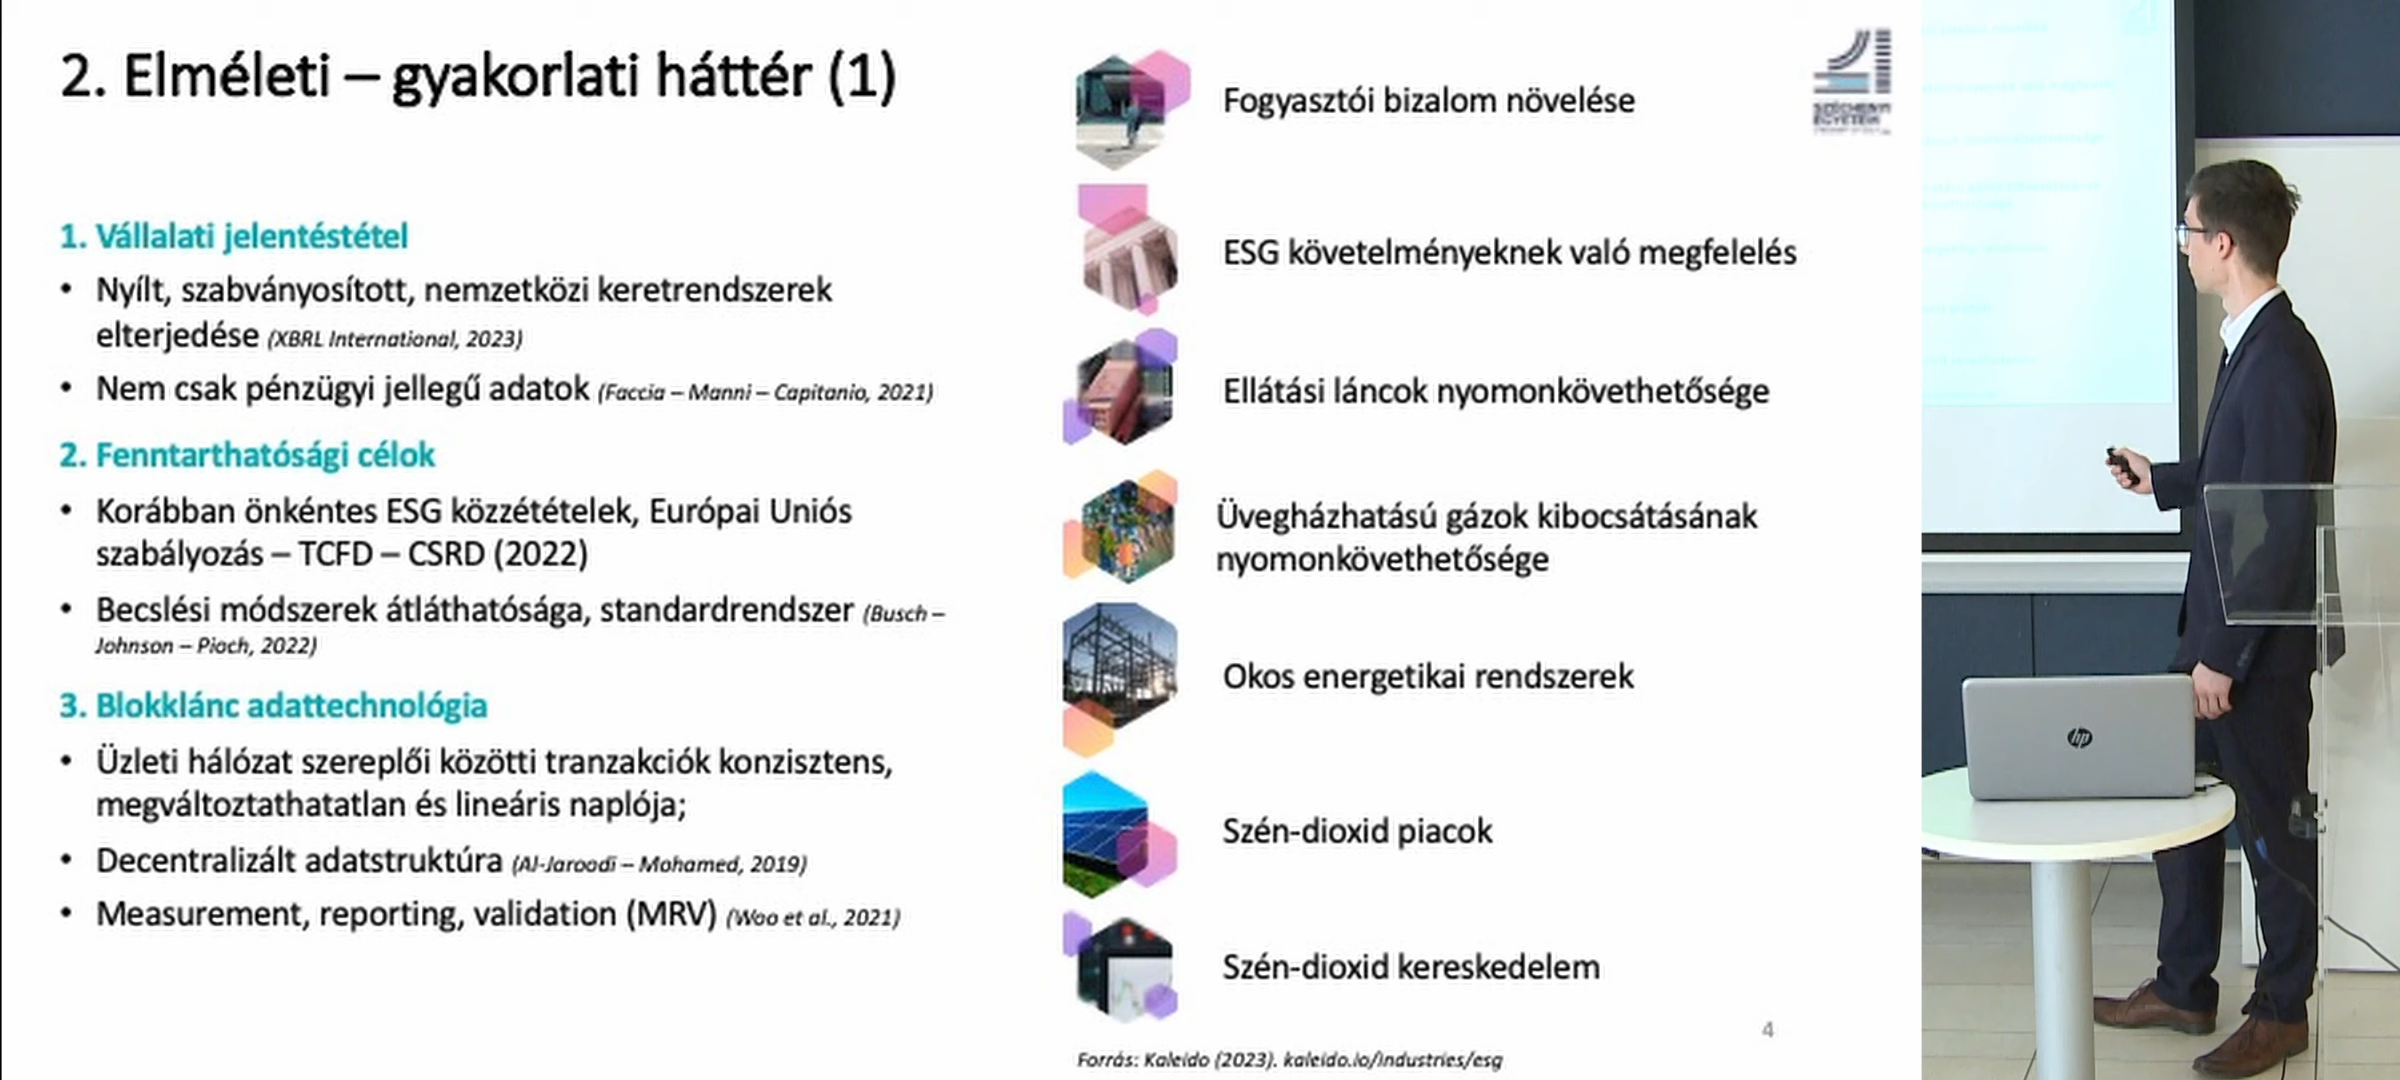 2. Elméleti – gyakorlati háttér (1)
1. Vállalati jelentéstétel
• Nyílt, szabványosított, nemzetközi keretrendszerek
elterjedése (XBRL International, 2023)
• Nem csak pénzügyi jellegű adatok (Faccia – Manni – Capitanio, 2021)
2. Fenntarthatósági célok
• Korábban önkéntes ESG közzétételek, Európai Uniós
szabályozás – TCFD – CSRD (2022)
• Becslési módszerek átláthatósága, standardrendszer (Busch –
Johnson – Pioch, 2022)
3. Blokklánc adattechnológia
• Üzleti hálózat szereplői közötti tranzakciók konzisztens,
megváltoztathatatlan és lineáris naplója;
• Decentralizált adatstruktúra (Al-Jaroodi – Mohamed, 2019)
• Measurement, reporting, validation (MRV) (Woo et al., 2021)
Fogyasztói bizalom növelése
ESG követelményeknek való megfelelés
Ellátási láncok nyomonkövethetősége
Üvegházhatású gázok kibocsátásának
nyomonkövethetősége
Okos energetikai rendszerek
Szén-dioxid piacok
Szén-dioxid kereskedelem
4
Forrás: Kaleido (2023). kaleido.io/industries/esg
SZÉCHENYI
EGYETEM
hp